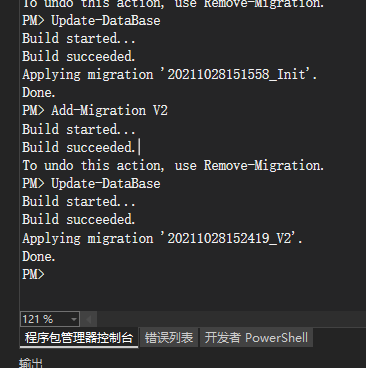 To undo this action, use Remove-Migration.
PM> Update-DataBase
Build started...
Build succeeded.
Applying migration '20211028151558_Init'.
Done.
PM> Add-Migration V2
Build started...
Build succeeded.
To undo this action, use Remove-Migration.
PM> Update-DataBase
Build started...
Build succeeded.
Applying migration '20211028152419_V2'.
Done.
PM>
121 %
程序包管理器控制台 错误列表 开发者 PowerShell
输出